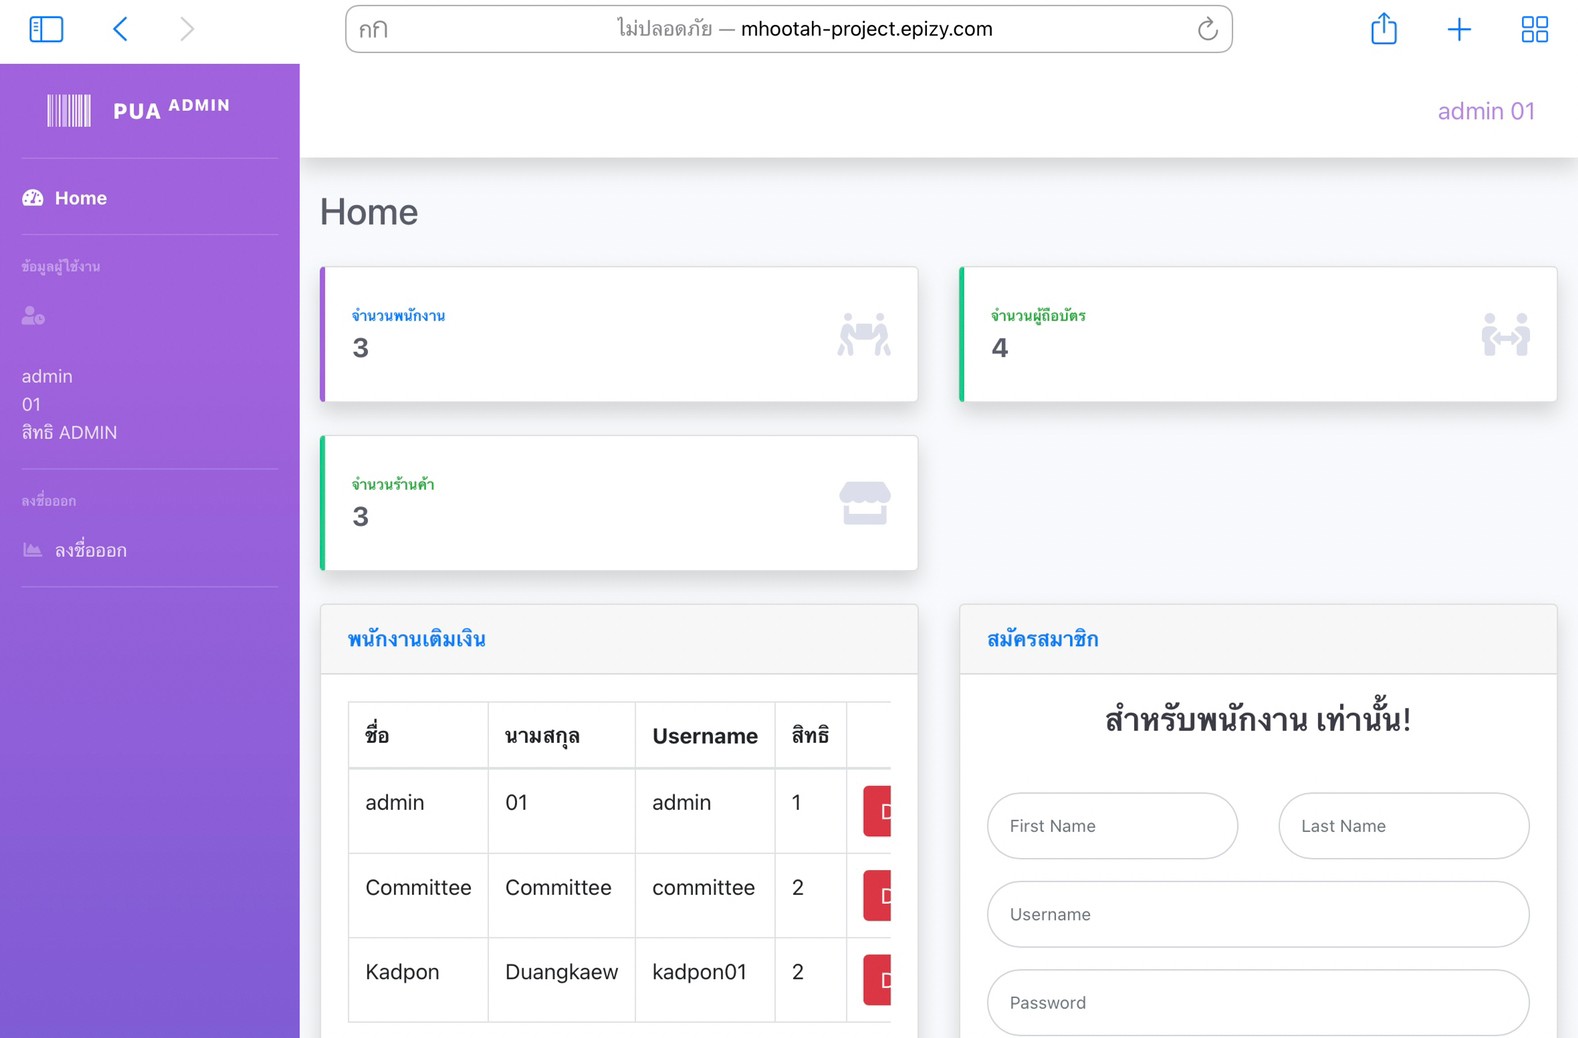 กกิ
ไม่ปลอดภัย — mhootah-project.epizy.com
PUA ADMIN
admin 01
Home
ข้อมูลผู้ใช้งาน
admin
01
สิทธิ ADMIN
ลงชื่อออก
ลงชื่อออก
Home
จำนวนพนักงาน
3
จำนวนผู้ถือบัตร
4
จำนวนร้านค้า
3
พนักงานเติมเงิน
ชื่อ นามสกุล Username สิทธิ
admin 01 admin 1
Committee Committee committee 2
Kadpon Duangkaew kadpon01 2
สมัครสมาชิก
สำหรับพนักงาน เท่านั้น!
First Name Last Name
Username
Password